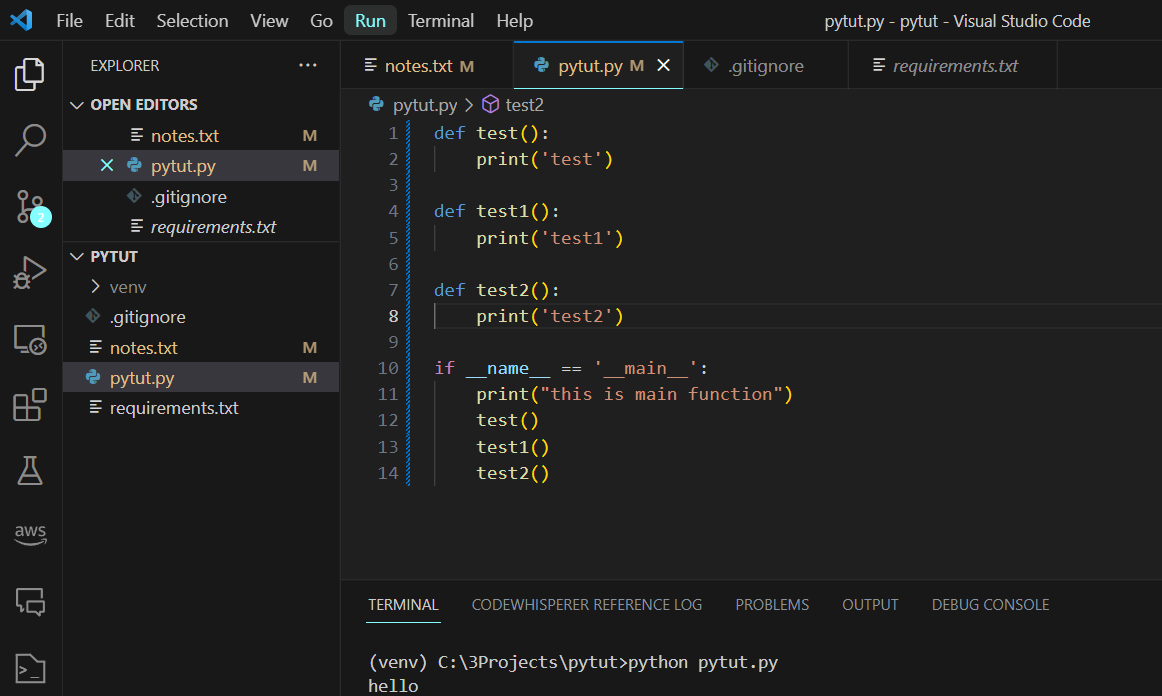 File Edit Selection View Go Run Terminal Help pytut.py - pytut - Visual Studio Code
EXPLORER ···
OPEN EDITORS
notes.txt M
pytut.py M
.gitignore
requirements.txt
2
PYTUT
venv
.gitignore
notes.txt M
pytut.py M
requirements.txt
aws
notes.txt M pytut.py M .gitignore requirements.txt
pytut.py > test2
1 def test():
2     print('test')
3
4 def test1():
5     print('test1')
6
7 def test2():
8     print('test2')
9
10 if __name__ == '__main__':
11     print("this is main function")
12     test()
13     test1()
14     test2()
TERMINAL CODEWHISPERER REFERENCE LOG PROBLEMS OUTPUT DEBUG CONSOLE
(venv) C:\3Projects\pytut>python pytut.py
hello